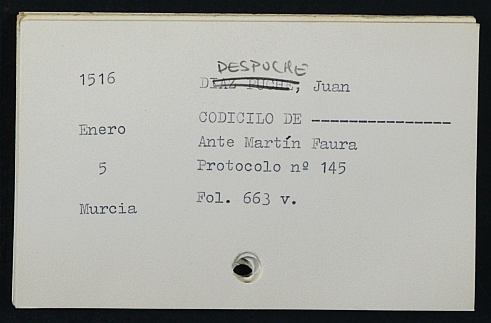 DESPUCHE
1516
DIAZ PUCHE, Juan
CODICILO DE ----------------
Enero
Ante Martín Faura
5
Protocolo nº 145
Murcia
Fol. 663 v.